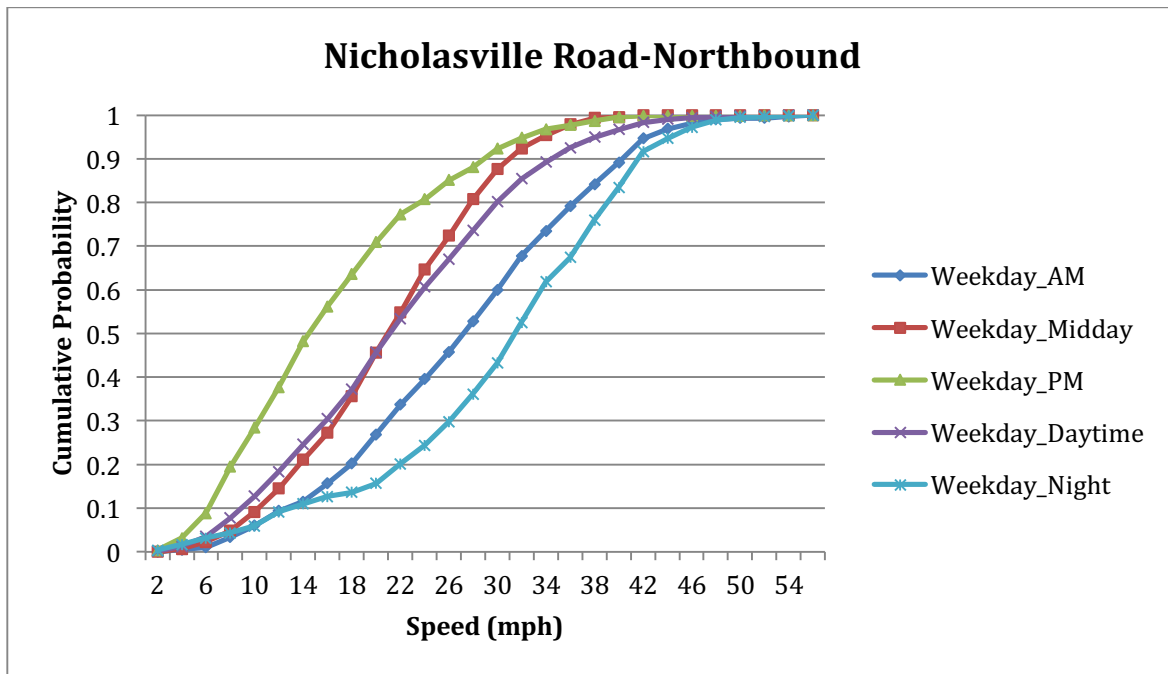 Nicholasville Road-Northbound
1
0.9
0.8
0.7
0.6
0.5
0.4
0.3
0.2
0.1
0
Cumulative Probability
2 6 10 14 18 22 26 30 34 38 42 46 50 54
Speed (mph)
Weekday_AM
Weekday_Midday
Weekday_PM
Weekday_Daytime
Weekday_Night